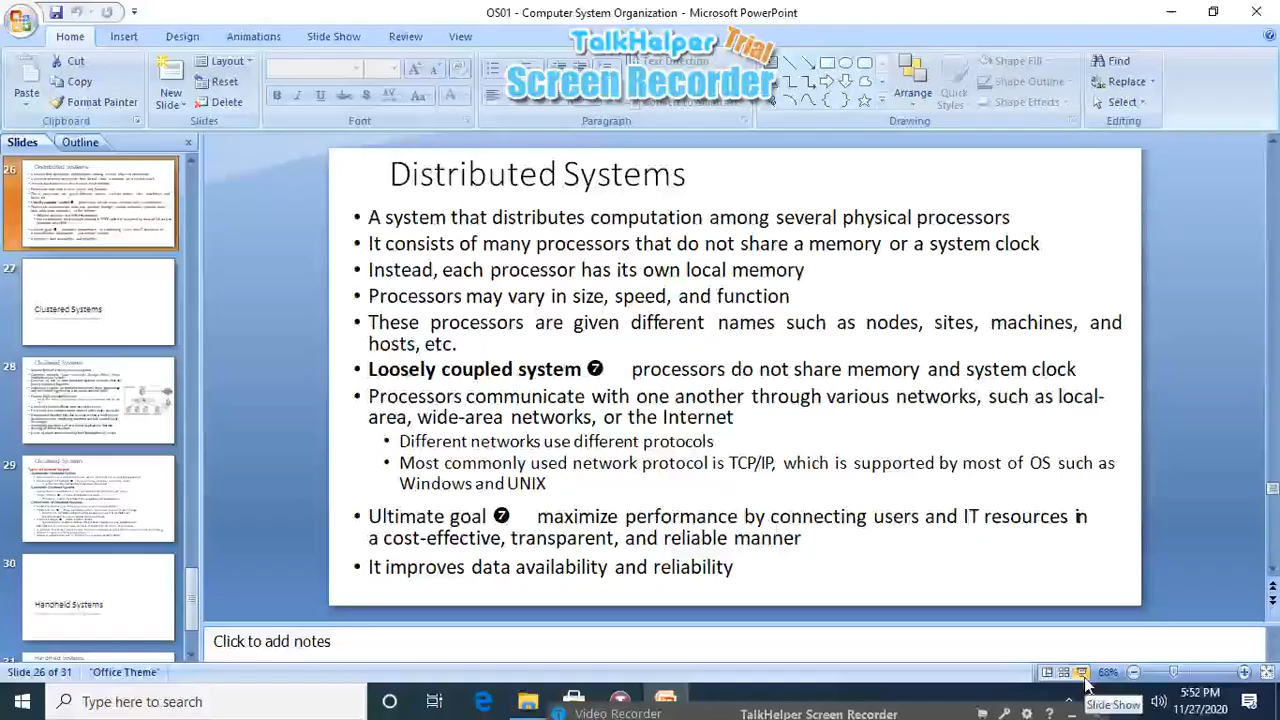 OS01 - Computer System Organization - Microsoft PowerPoint
Home Insert Design Animations Slide Show Review View
TalkHelper Trial
Screen Recorder
Paste Cut Copy Format Painter
New Slide Layout Reset Delete
Text Direction
Arrange Quick Styles Shape Fill Shape Outline Shape Effects
Find Replace Select
Clipboard Slides Font Paragraph Drawing Editing
Slides Outline
26
27
Clustered Systems
28
29
30
Handheld Systems
Distributed Systems
• A system that distributes computation among several physical processors
• It consists of many processors that do not share a memory or a system clock
• Instead, each processor has its own local memory
• Processors may vary in size, speed, and function
• These processors are given different names such as nodes, sites, machines, and
hosts, etc.
• Loosely couple system ❼ processors do not share memory and system clock
• Processors communicate with one another through various networks, such as local-
area, wide-area networks, or the Internet
• Different networks use different protocols
• Most commonly used network protocol is TCP/IP which is supported by most of OS such as
Windows and UNIX
Ultimate goal maximize performance connecting users and IT resources in
a cost-effective, transparent, and reliable manner
• It improves data availability and reliability
Click to add notes
Slide 26 of 31 "Office Theme" 68%
Type here to search
Slide Show
5:52 PM
11/27/2020
Video Recorder TalkHelper Screen Recorder